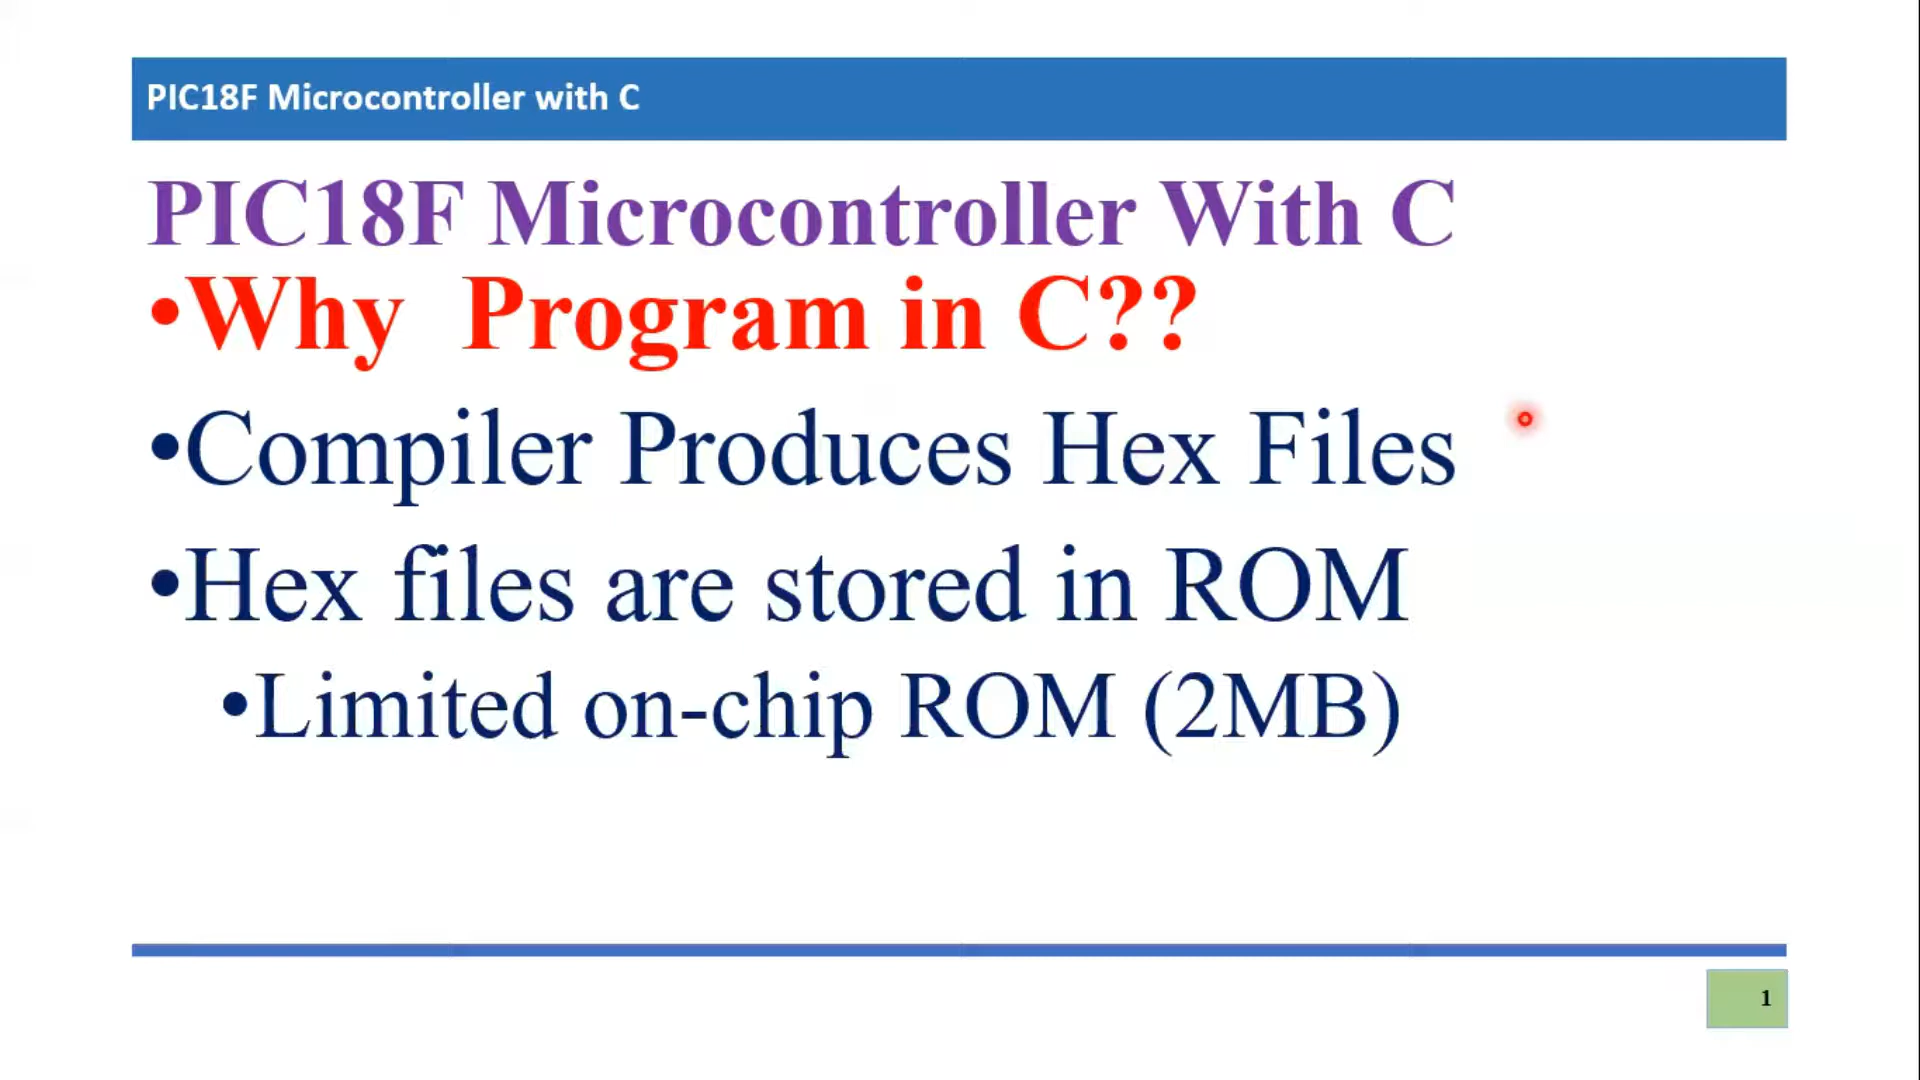 PIC18F Microcontroller with C
PIC18F Microcontroller With C
•Why Program in C??
•Compiler Produces Hex Files
•Hex files are stored in ROM
•Limited on-chip ROM (2MB)
1